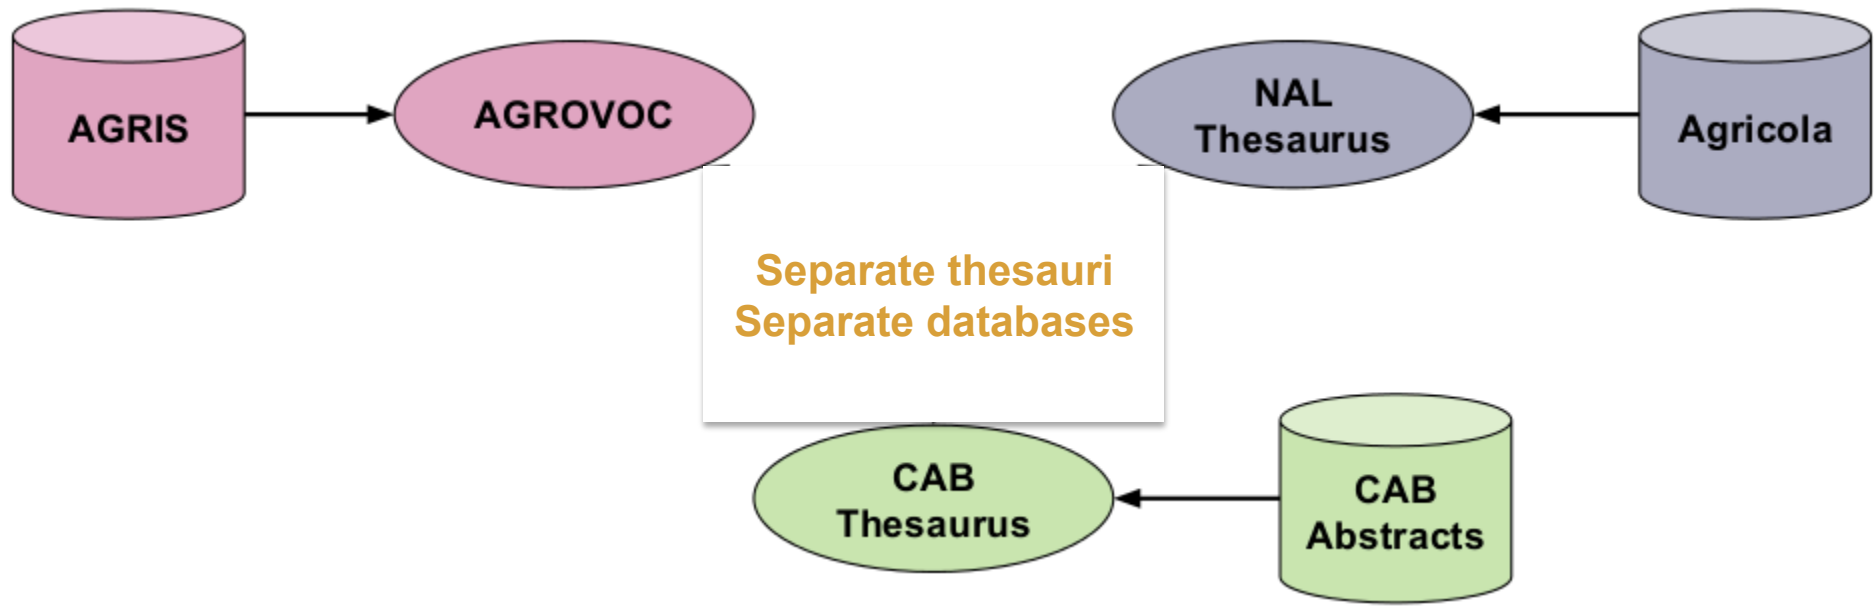 AGRIS
AGROVOC
NAL
Thesaurus
Agricola
Separate thesauri
Separate databases
CAB
Thesaurus
CAB
Abstracts